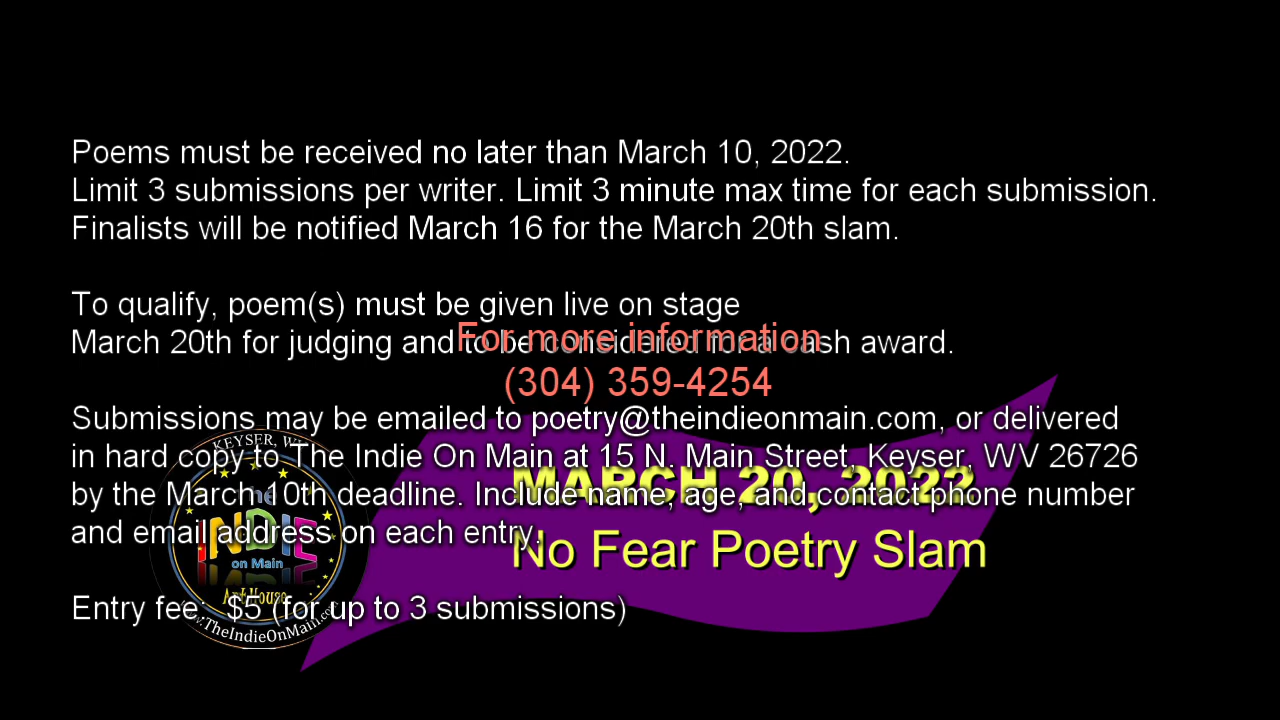 Poems must be received no later than March 10, 2022.
Limit 3 submissions per writer. Limit 3 minute max time for each submission.
Finalists will be notified March 16 for the March 20th slam.
To qualify, poem(s) must be given live on stage
March 20th for judging and to be considered for a cash award.
For more information
(304) 359-4254
Submissions may be emailed to poetry@theindieonmain.com, or delivered
in hard copy to The Indie On Main at 15 N. Main Street, Keyser, WV 26726
by the March 10th deadline. Include name, age, and contact phone number
and email address on each entry.
Entry fee: $5 (for up to 3 submissions)
MARCH 20, 2022
No Fear Poetry Slam
KEYSER, WV
The
INDIE
on Main
Art House
www.TheIndieOnMain.com